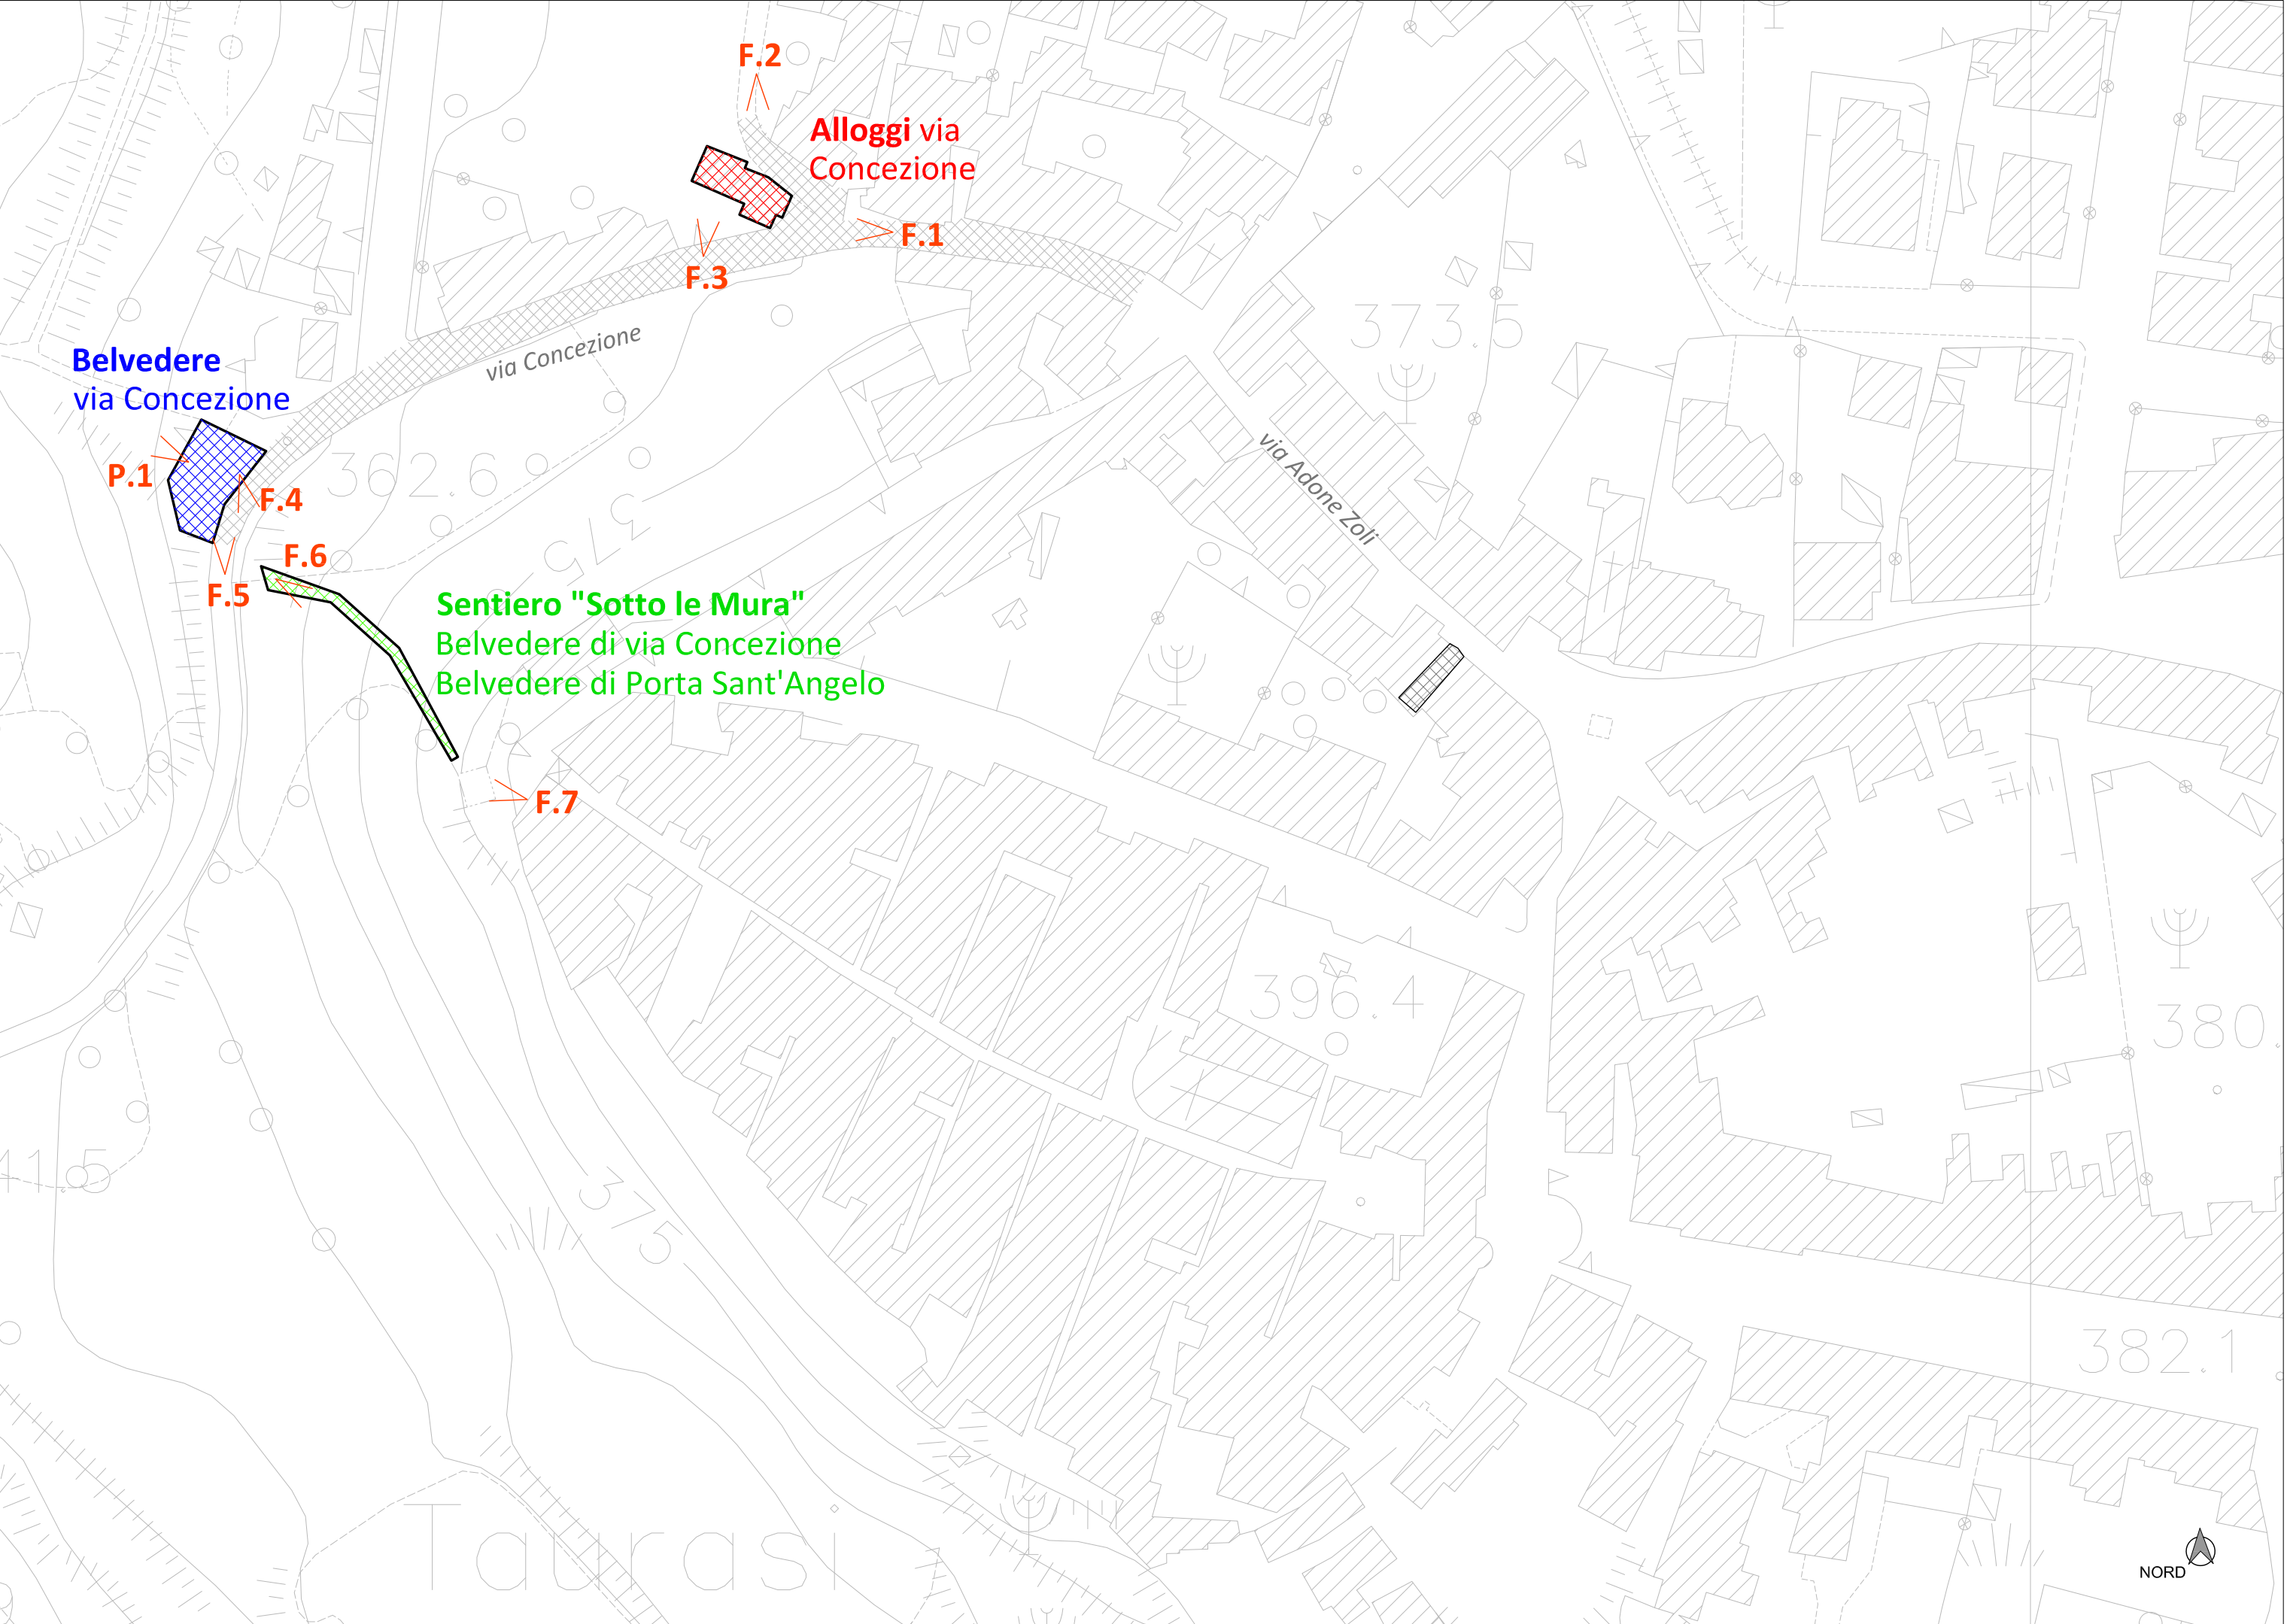 F.2
Alloggi via
Concezione
F.1
F.3
373.5
via Concezione
Belvedere
via Concezione
P.1
362.6
F.4
via Adone Zoli
375
F.6
F.5
Sentiero "Sotto le Mura"
Belvedere di via Concezione
Belvedere di Porta Sant'Angelo
F.7
396.4
380.
41.5
375
382.1
Taurasi
NORD